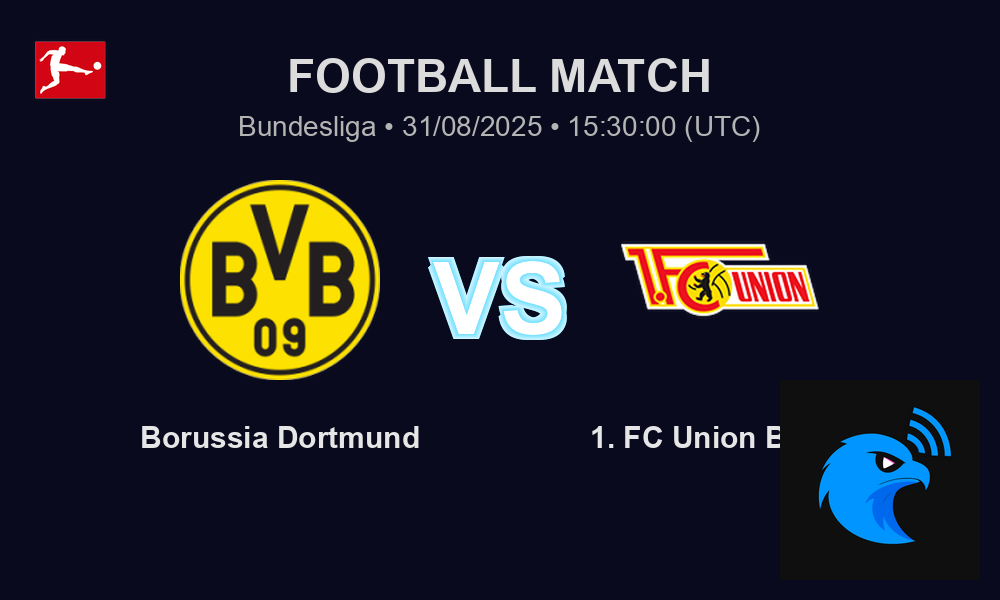 FOOTBALL MATCH
Bundesliga • 31/08/2025 • 15:30:00 (UTC)
BVB
09
VS
1.FC UNION
Borussia Dortmund
1. FC Union B